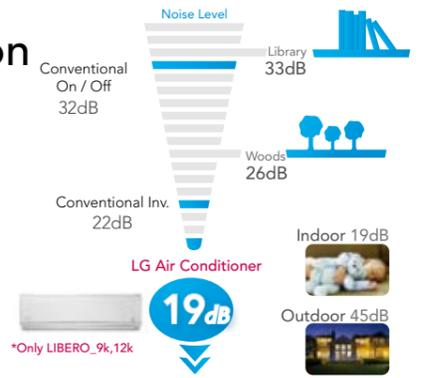 on
Noise Level
Library
33dB
Conventional
On / Off
32dB
Woods
26dB
Conventional Inv.
22dB
LG Air Conditioner
19dB
*Only LIBERO_9k,12k
Indoor 19dB
Outdoor 45dB